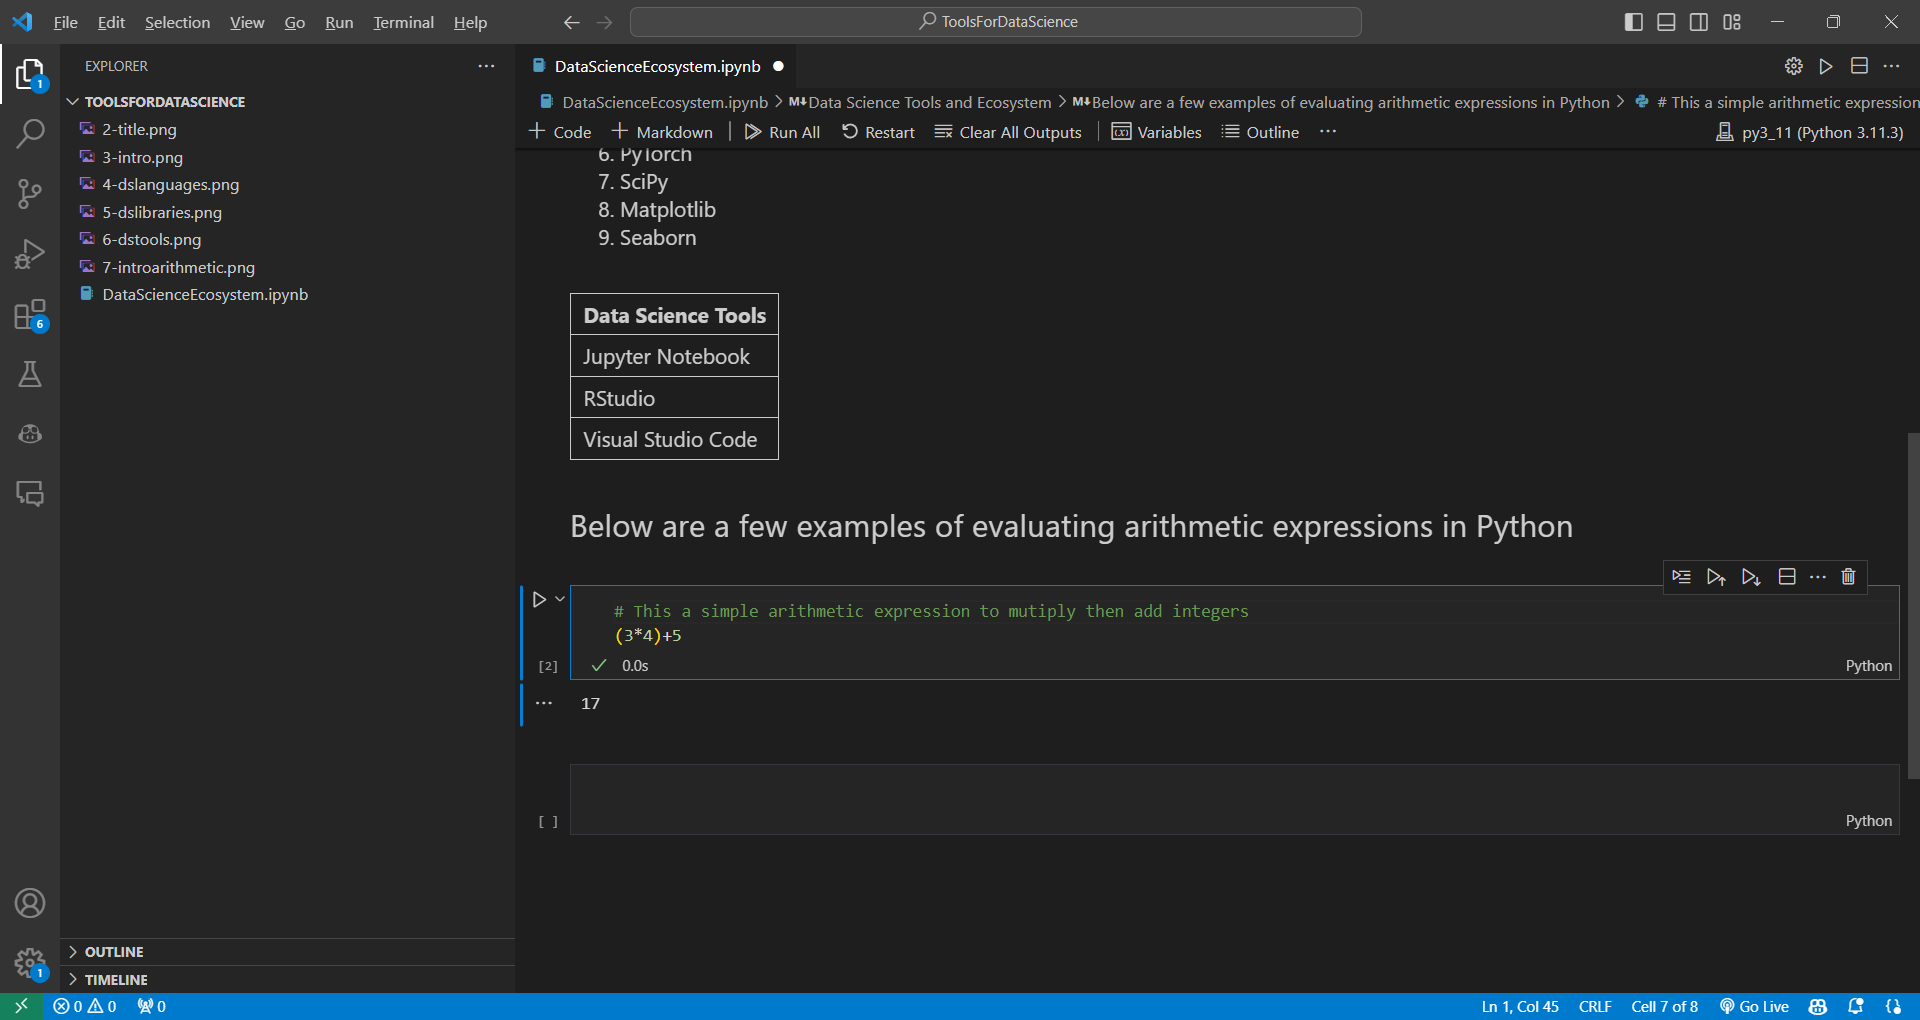 File Edit Selection View Go Run Terminal Help
ToolsForDataScience
EXPLORER
TOOLSFORDATASCIENCE
2-title.png
3-intro.png
4-dslanguages.png
5-dslibraries.png
6-dstools.png
7-introarithmetic.png
DataScienceEcosystem.ipynb
OUTLINE
TIMELINE
1
6
1
DataScienceEcosystem.ipynb
DataScienceEcosystem.ipynb > M↓Data Science Tools and Ecosystem > M↓Below are a few examples of evaluating arithmetic expressions in Python > # This a simple arithmetic expression
Code Markdown Run All Restart Clear All Outputs Variables Outline py3_11 (Python 3.11.3)
6. PyTorch
7. SciPy
8. Matplotlib
9. Seaborn
Data Science Tools
Jupyter Notebook
RStudio
Visual Studio Code
Below are a few examples of evaluating arithmetic expressions in Python
# This a simple arithmetic expression to mutiply then add integers
(3*4)+5
[2] 0.0s Python
17
[ ] Python
0 0 0 Ln 1, Col 45 CRLF Cell 7 of 8 Go Live